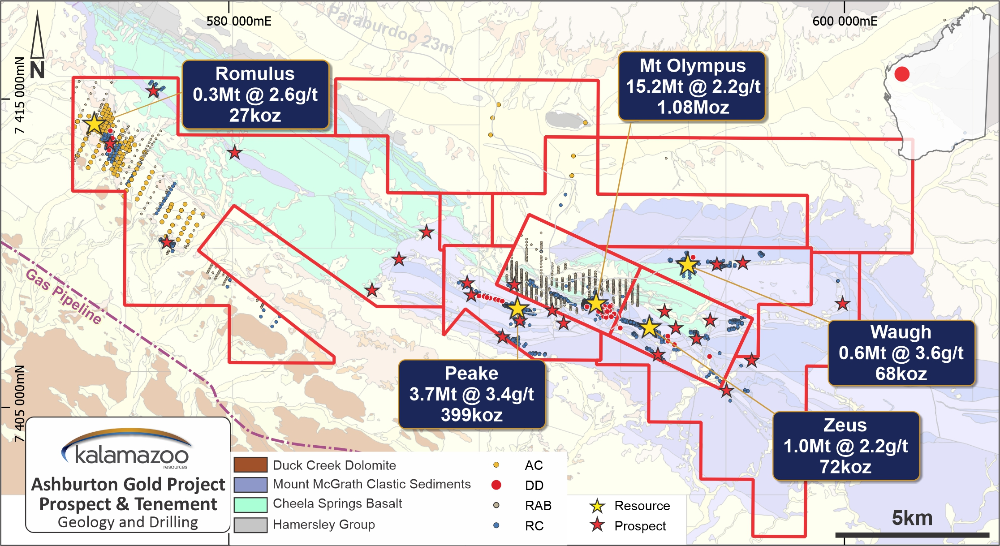 580 000mE
600 000mE
Paraburdoo 23m
N
7 415 000mN
7 405 000mN
Romulus
0.3Mt @ 2.6g/t
27koz
Mt Olympus
15.2Mt @ 2.2g/t
1.08Moz
Gas Pipeline
Peake
3.7Mt @ 3.4g/t
399koz
Waugh
0.6Mt @ 3.6g/t
68koz
Zeus
1.0Mt @ 2.2g/t
72koz
kalamazoo
resources
Ashburton Gold Project
Prospect & Tenement
Geology and Drilling
Duck Creek Dolomite
Mount McGrath Clastic Sediments
Cheela Springs Basalt
Hamersley Group
AC
DD
RAB
RC
Resource
Prospect
5km